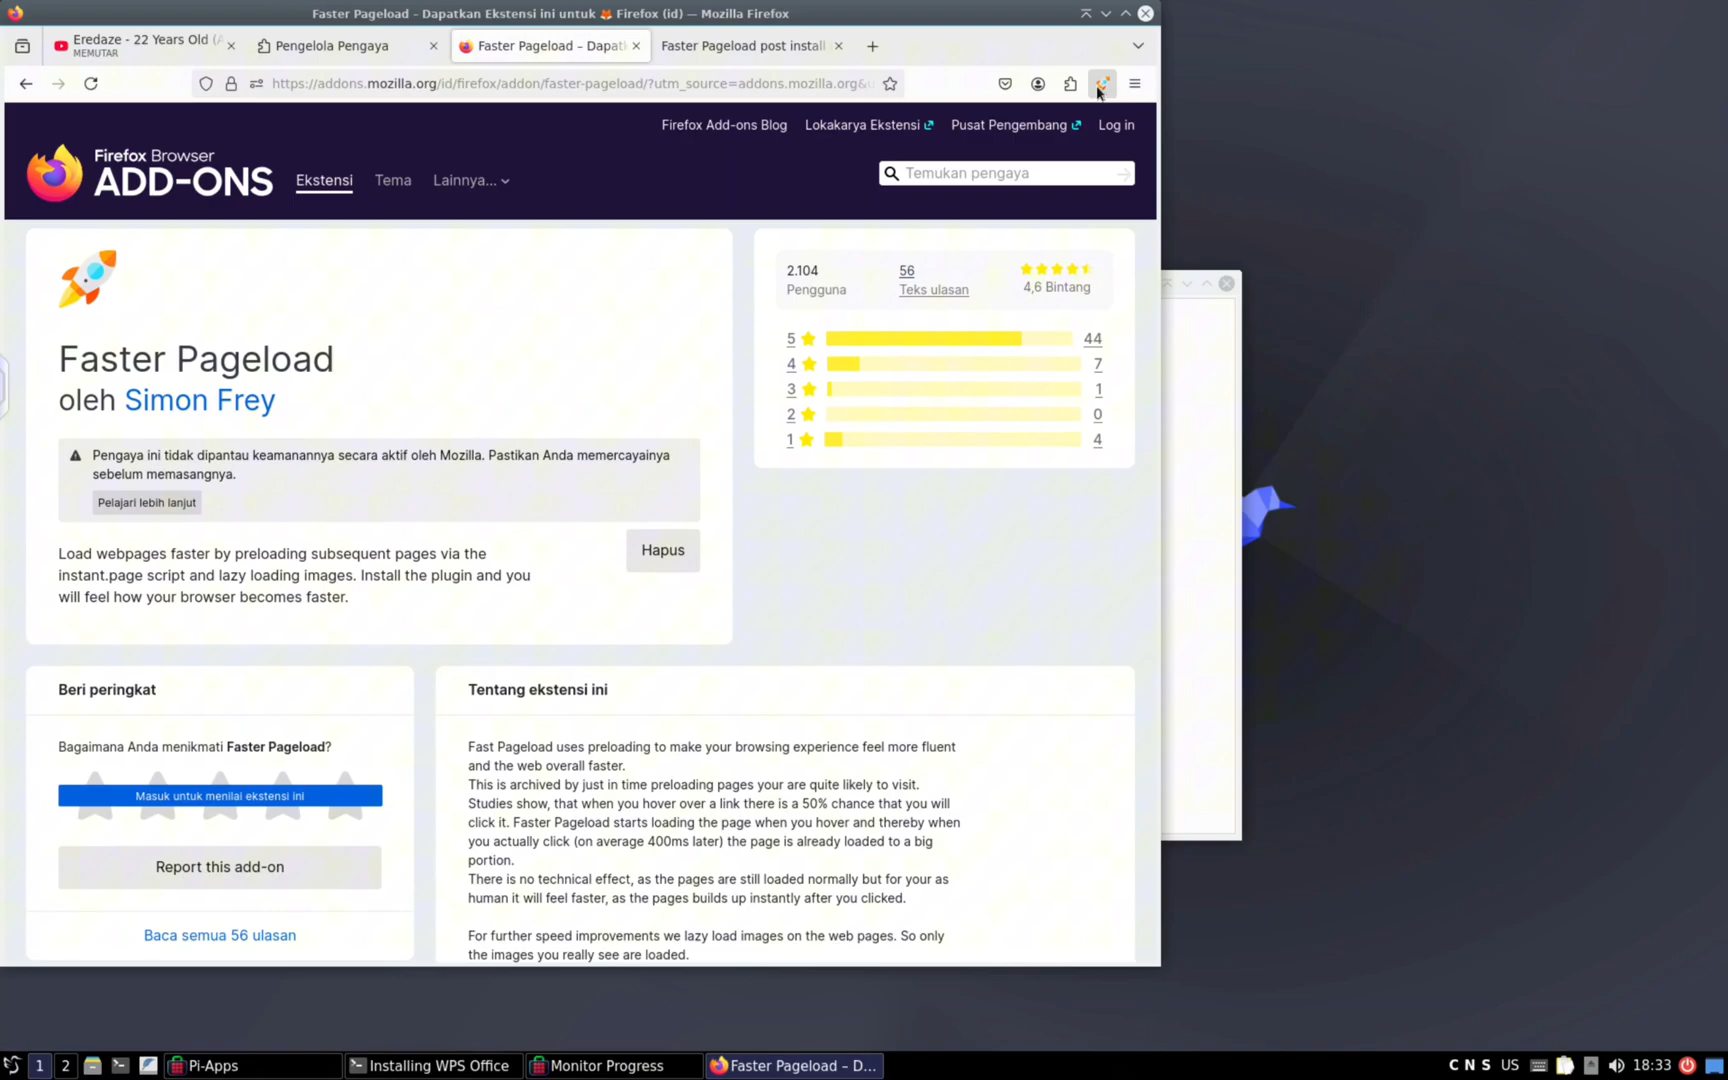 Faster Pageload – Dapatkan Ekstensi ini untuk 🦊 Firefox (id) — Mozilla Firefox
Eredaze - 22 Years Old (A
MEMUTAR
Pengelola Pengaya
Faster Pageload – Dapat
Faster Pageload post install
https://addons.mozilla.org/id/firefox/addon/faster-pageload/?utm_source=addons.mozilla.org&u
Firefox Add-ons Blog
Lokakarya Ekstensi
Pusat Pengembang
Log in
Firefox Browser
ADD-ONS
Ekstensi
Tema
Lainnya...
Temukan pengaya
Faster Pageload
oleh Simon Frey
Pengaya ini tidak dipantau keamanannya secara aktif oleh Mozilla. Pastikan Anda memercayainya
sebelum memasangnya.
Pelajari lebih lanjut
Load webpages faster by preloading subsequent pages via the
instant.page script and lazy loading images. Install the plugin and you
will feel how your browser becomes faster.
Hapus
2.104
Pengguna
56
Teks ulasan
4,6 Bintang
5 44
4 7
3 1
2 0
1 4
Beri peringkat
Bagaimana Anda menikmati Faster Pageload?
Masuk untuk menilai ekstensi ini
Report this add-on
Baca semua 56 ulasan
Tentang ekstensi ini
Fast Pageload uses preloading to make your browsing experience feel more fluent
and the web overall faster.
This is archived by just in time preloading pages your are quite likely to visit.
Studies show, that when you hover over a link there is a 50% chance that you will
click it. Faster Pageload starts loading the page when you hover and thereby when
you actually click (on average 400ms later) the page is already loaded to a big
portion.
There is no technical effect, as the pages are still loaded normally but for your as
human it will feel faster, as the pages builds up instantly after you clicked.
For further speed improvements we lazy load images on the web pages. So only
the images you really see are loaded.
1
2
Pi-Apps
Installing WPS Office
Monitor Progress
Faster Pageload – D...
C N S
US
18:33